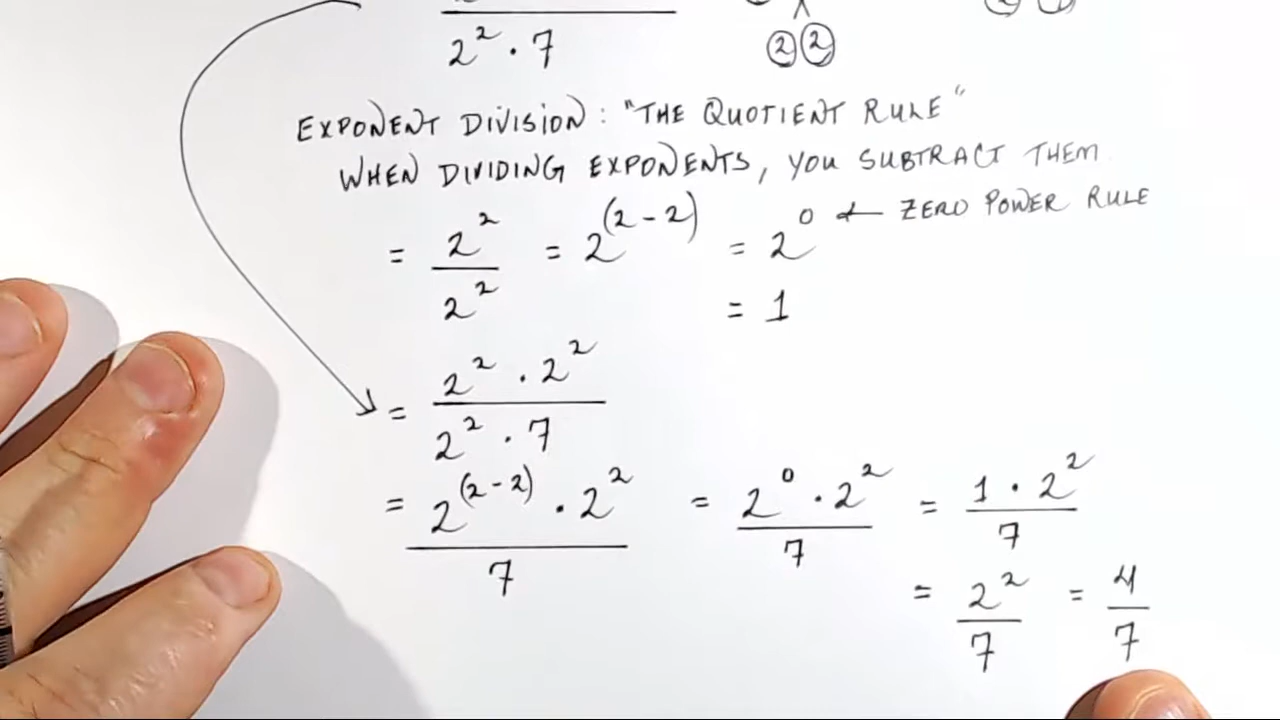 2² · 7
② ②
EXPONENT DIVISION: "THE QUOTIENT RULE"
WHEN DIVIDING EXPONENTS, YOU SUBTRACT THEM
= 2²/2² = 2^(2-2) = 2⁰ ← ZERO POWER RULE
= 1
= (2² · 2²)/(2² · 7)
= (2^(2-2) · 2²)/7 = (2⁰ · 2²)/7 = (1 · 2²)/7
= 2²/7 = 4/7